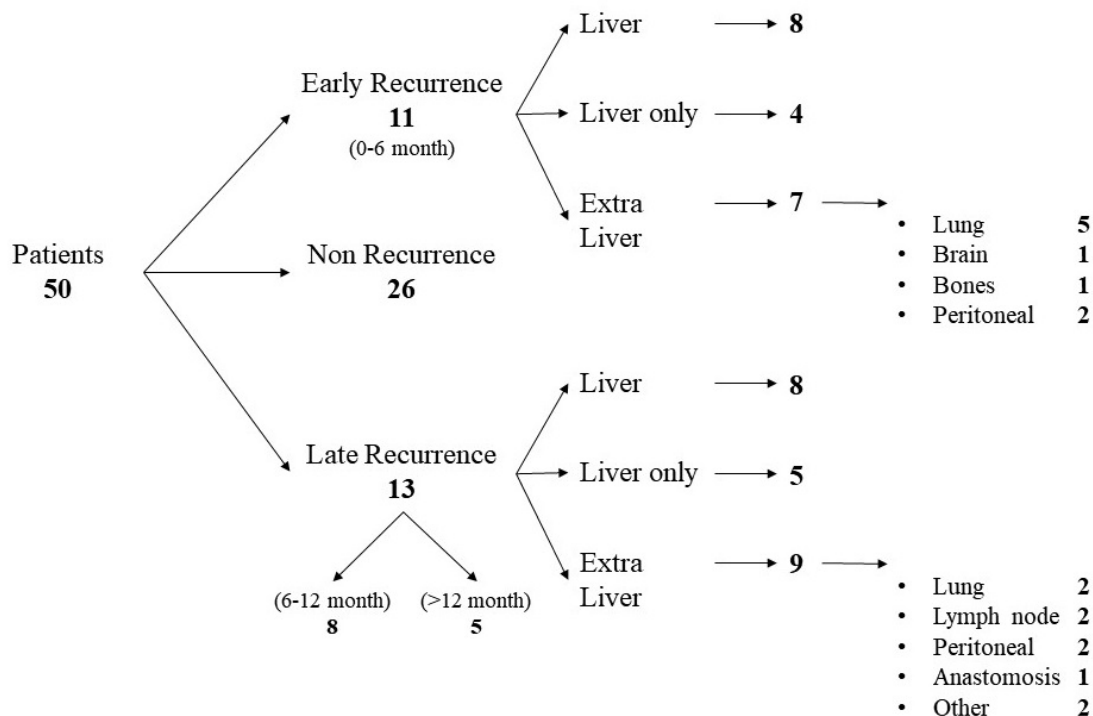 Patients
50
Early Recurrence
11
(0-6 month)
Liver 8
Liver only 4
Extra 7
Liver
• Lung 5
• Brain 1
• Bones 1
• Peritoneal 2
Non Recurrence
26
Late Recurrence
13
(6-12 month) (>12 month)
8 5
Liver 8
Liver only 5
Extra 9
Liver
• Lung 2
• Lymph node 2
• Peritoneal 2
• Anastomosis 1
• Other 2